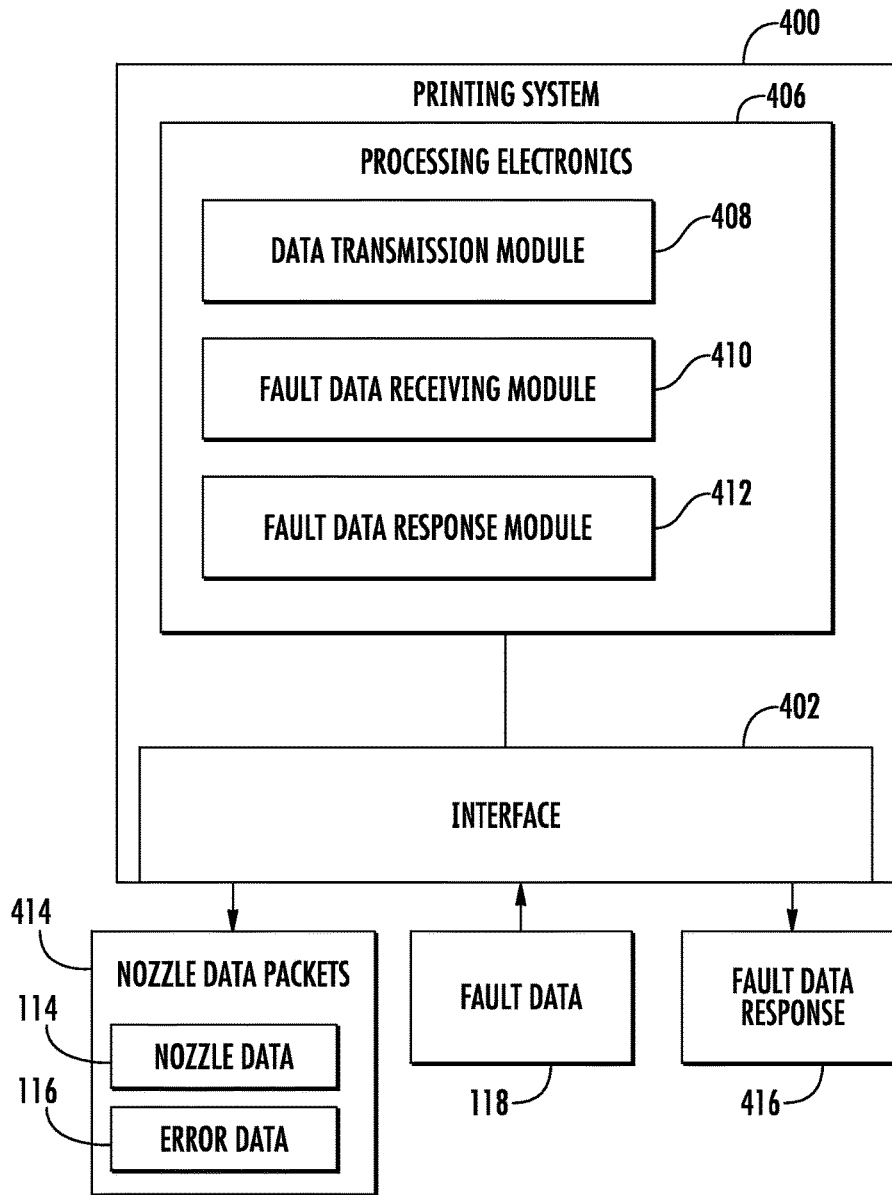 400
PRINTING SYSTEM
406
PROCESSING ELECTRONICS
408
DATA TRANSMISSION MODULE
410
FAULT DATA RECEIVING MODULE
412
FAULT DATA RESPONSE MODULE
402
INTERFACE
414
NOZZLE DATA PACKETS
114
NOZZLE DATA
116
ERROR DATA
FAULT DATA
118
FAULT DATA
RESPONSE
416